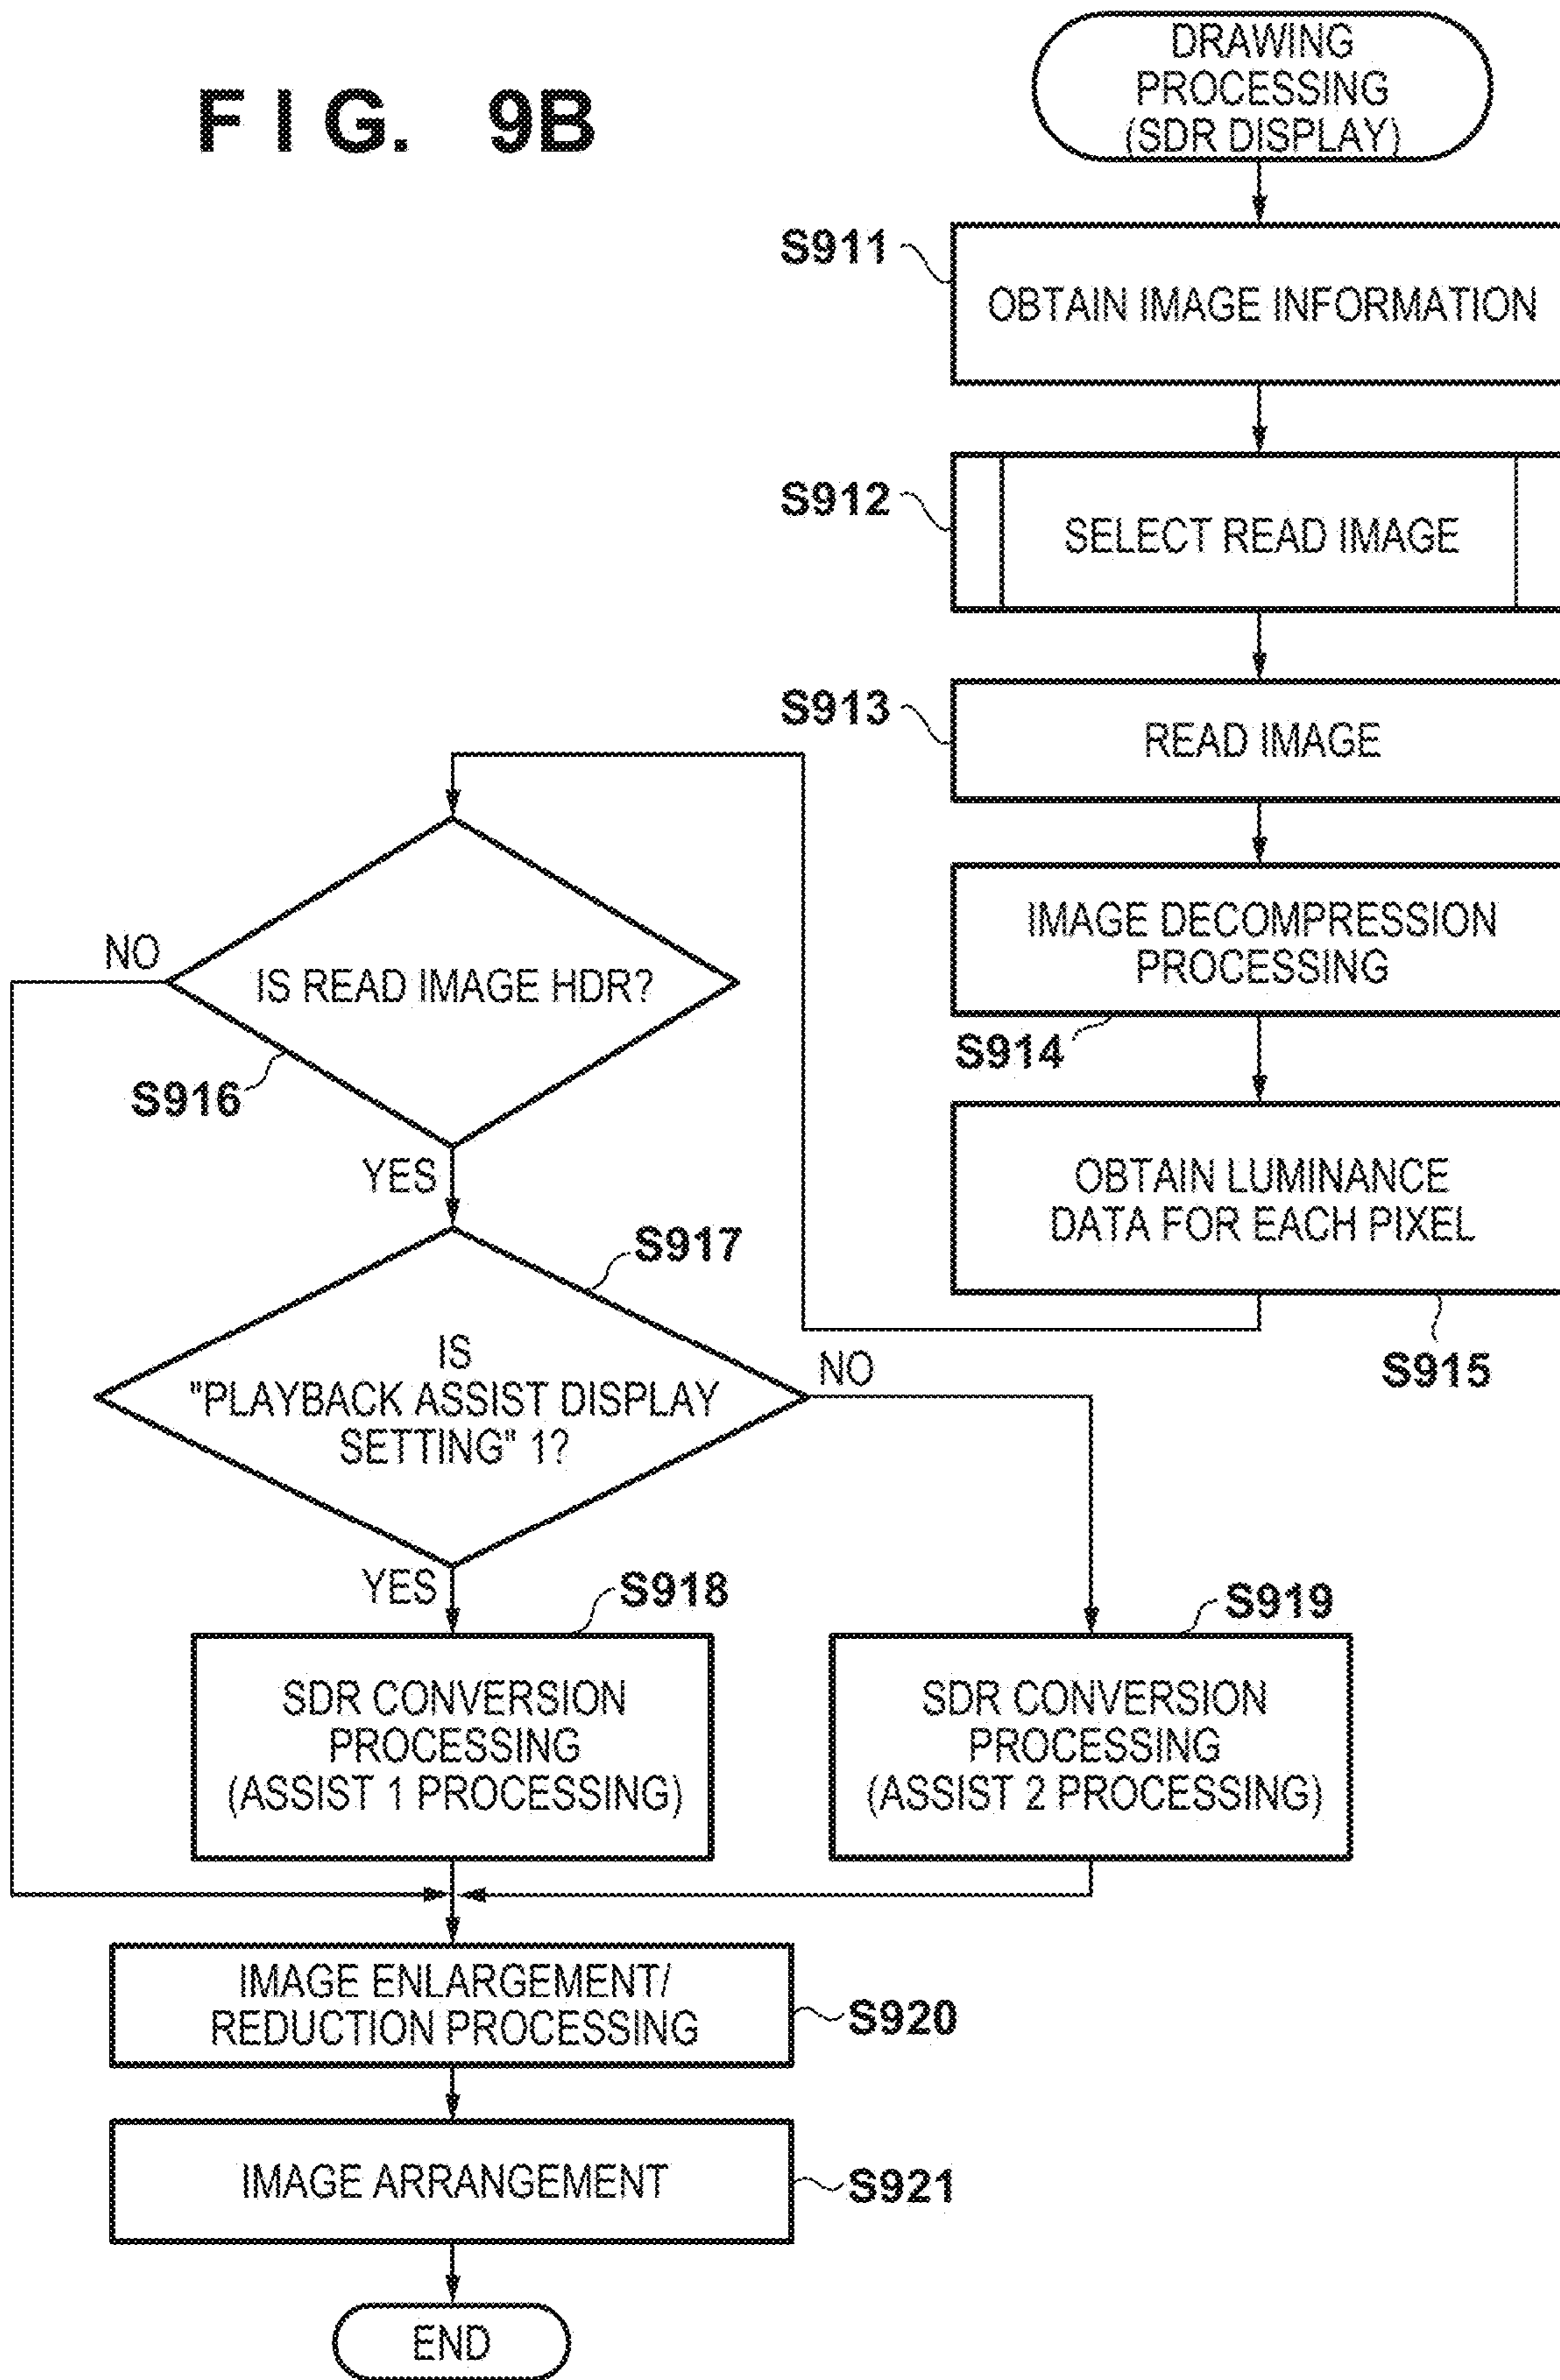 FIG. 9B
DRAWING
PROCESSING
(SDR DISPLAY)
S911
OBTAIN IMAGE INFORMATION
S912
SELECT READ IMAGE
S913
READ IMAGE
IMAGE DECOMPRESSION
PROCESSING
S914
OBTAIN LUMINANCE
DATA FOR EACH PIXEL
S915
NO
IS READ IMAGE HDR?
S916
YES
S917
IS
"PLAYBACK ASSIST DISPLAY
SETTING" 1?
NO
YES
S918
SDR CONVERSION
PROCESSING
(ASSIST 1 PROCESSING)
S919
SDR CONVERSION
PROCESSING
(ASSIST 2 PROCESSING)
IMAGE ENLARGEMENT/
REDUCTION PROCESSING
S920
IMAGE ARRANGEMENT
S921
END